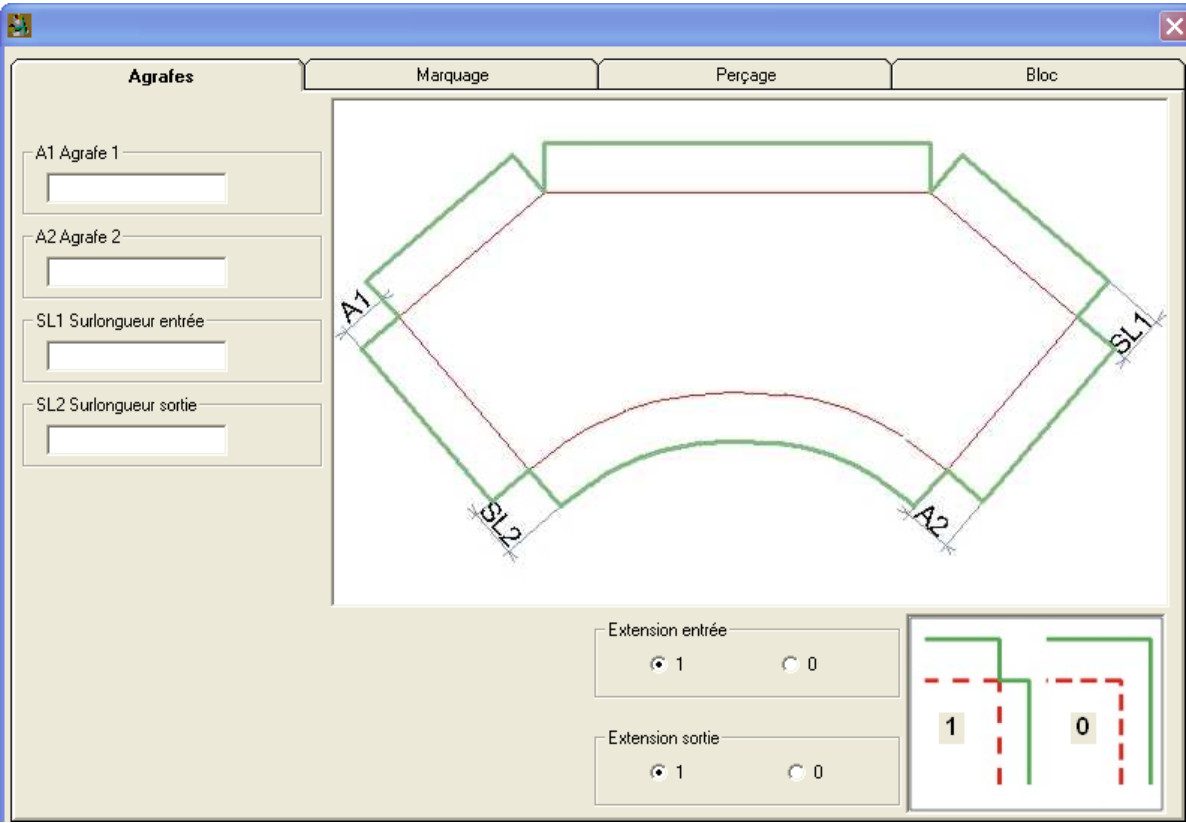 Agrafes Marquage Perçage Bloc
A1 Agrafe 1
A2 Agrafe 2
SL1 Surlongueur entrée
SL2 Surlongueur sortie
A1
SL1
SL2
A2
Extension entrée
1 0
Extension sortie
1 0
1 0